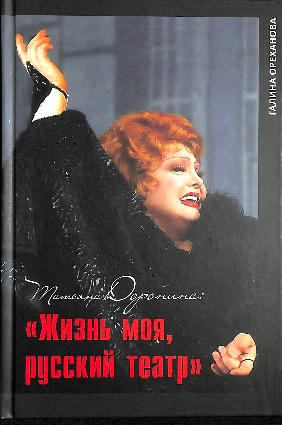 ГАЛИНА ОРЕХАНОВА
Татьяна Доронина:
«Жизнь моя,
русский театр»